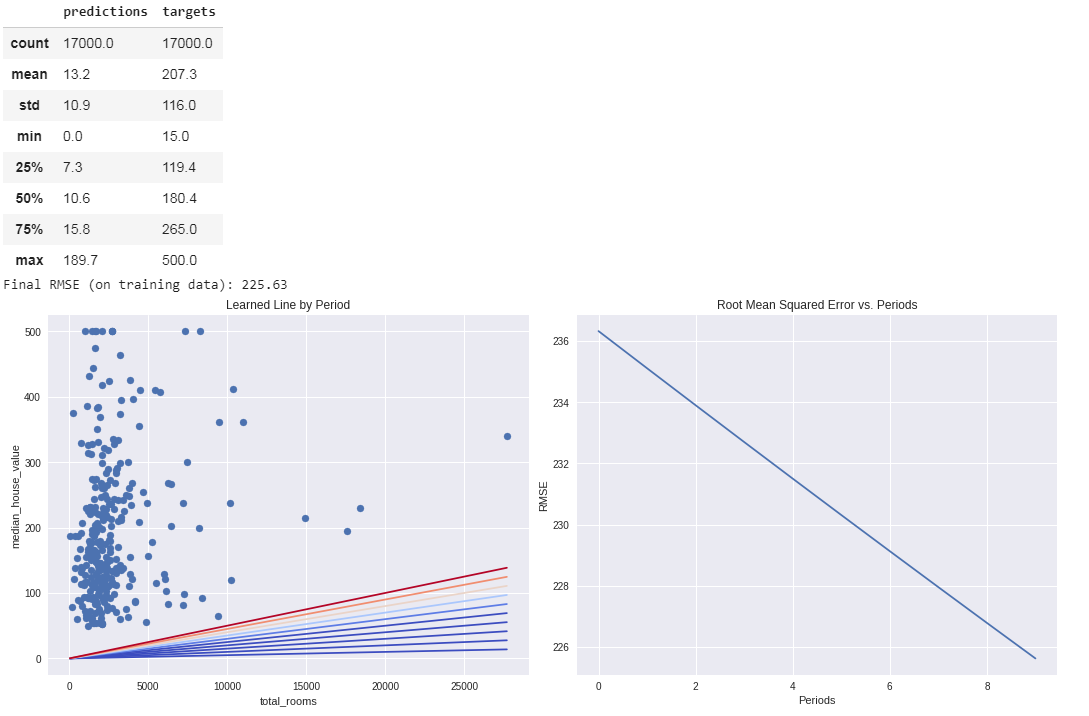 predictions targets
count 17000.0 17000.0
mean 13.2 207.3
std 10.9 116.0
min 0.0 15.0
25% 7.3 119.4
50% 10.6 180.4
75% 15.8 265.0
max 189.7 500.0
Final RMSE (on training data): 225.63
Learned Line by Period
500
400
300
200
100
0
median_house_value
0 5000 10000 15000 20000 25000
total_rooms
Root Mean Squared Error vs. Periods
236
234
232
230
228
226
RMSE
0 2 4 6 8
Periods